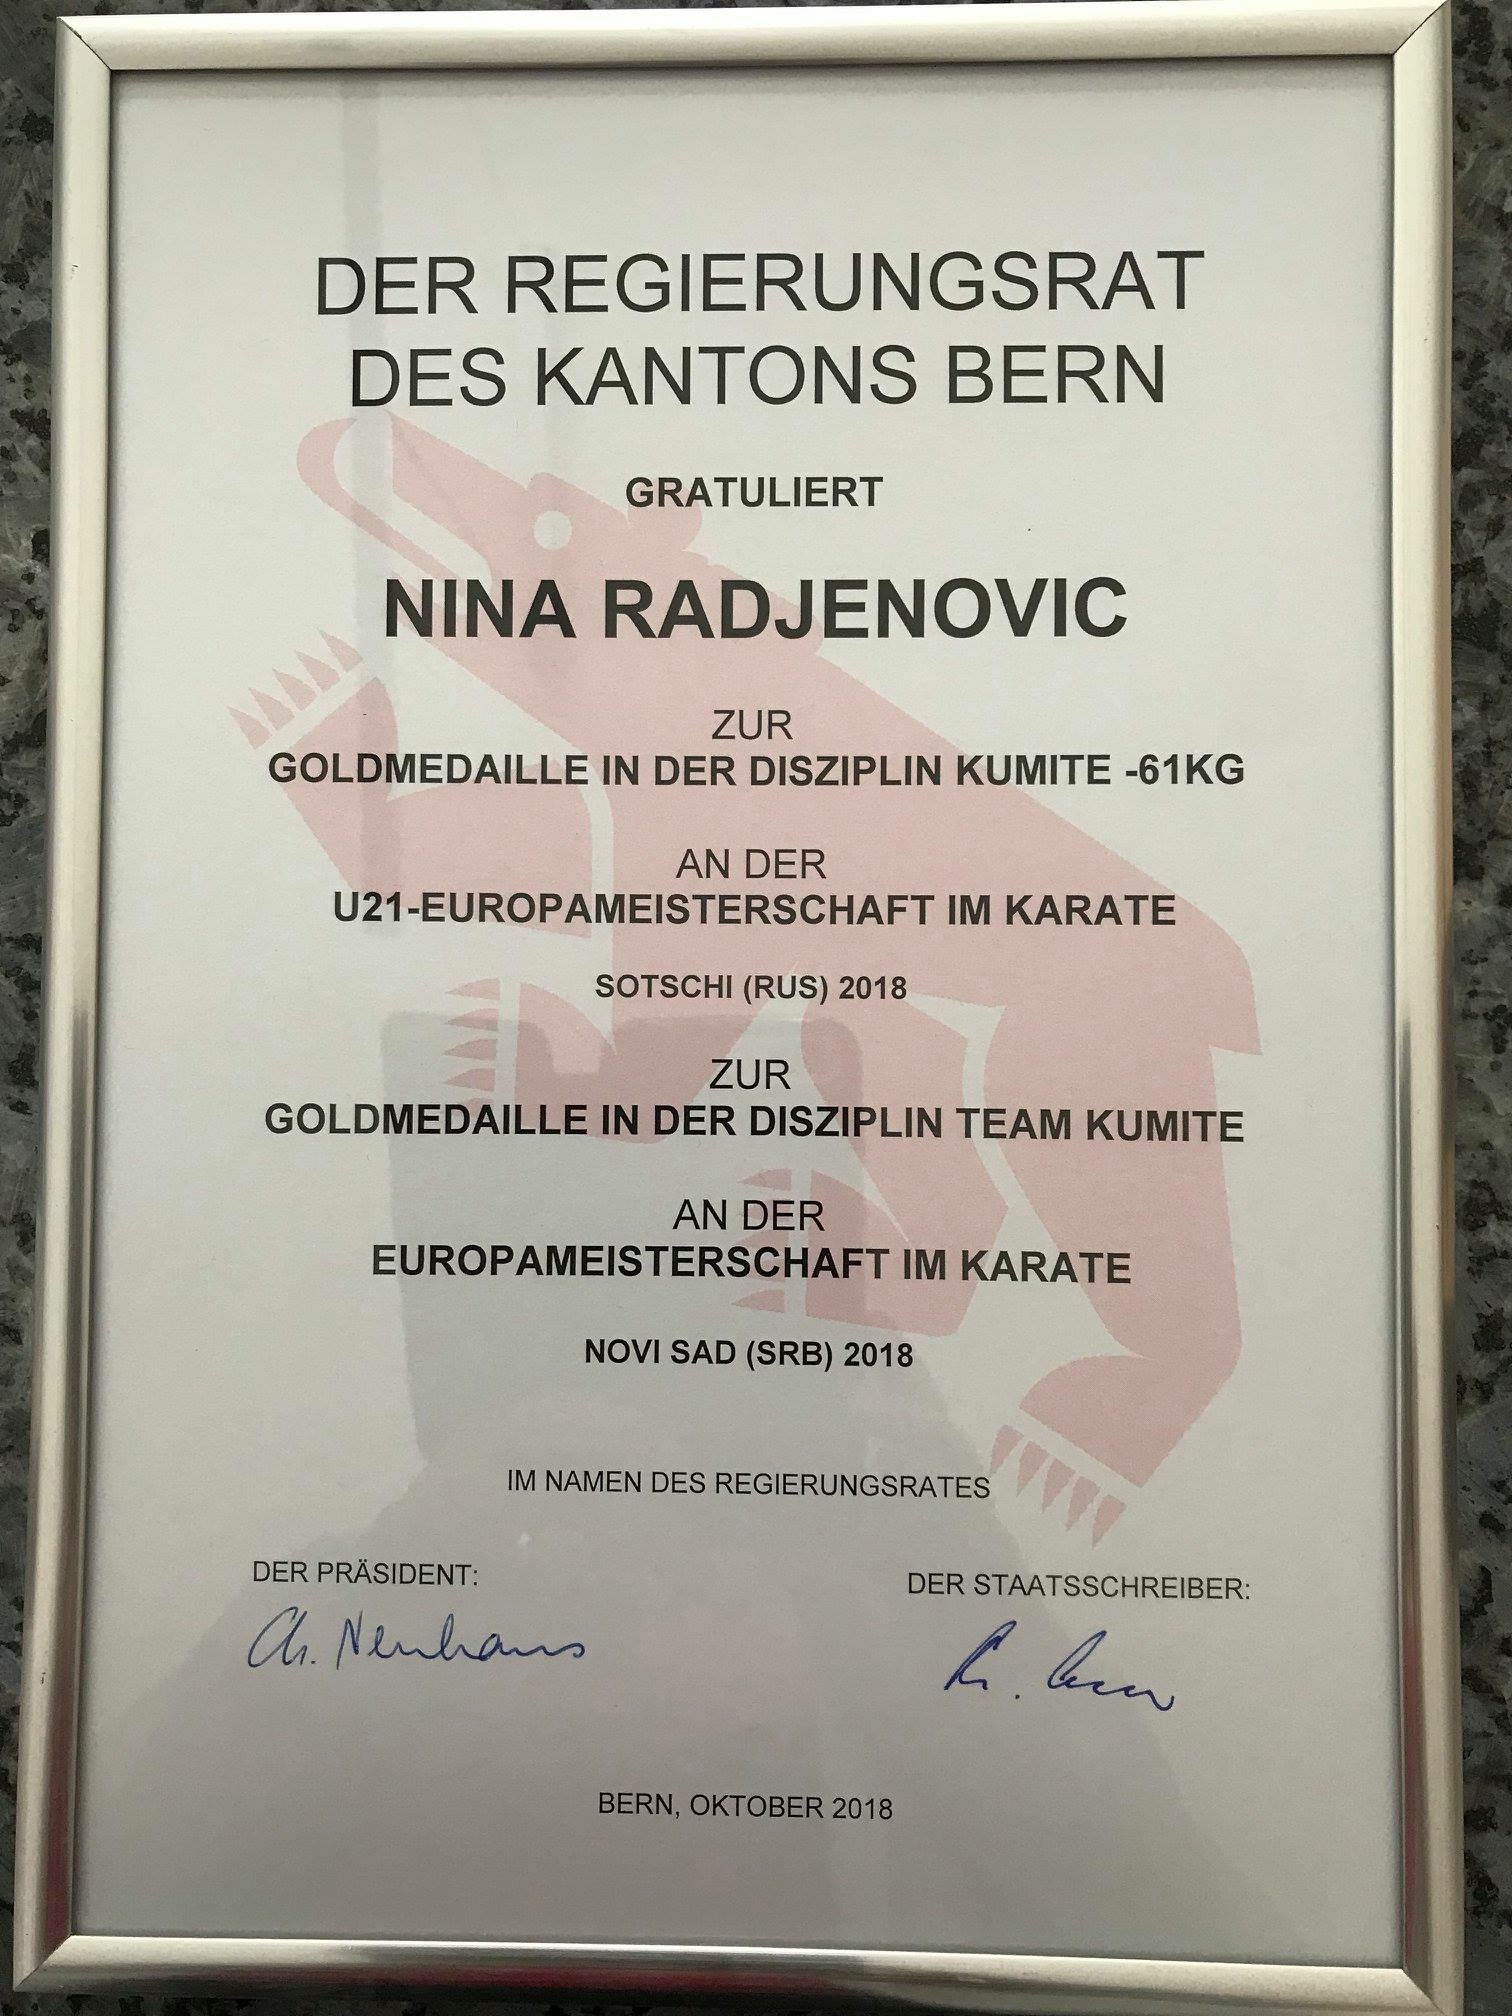 DER REGIERUNGSRAT
DES KANTONS BERN
GRATULIERT
NINA RADJENOVIC
ZUR
GOLDMEDAILLE IN DER DISZIPLIN KUMITE -61KG
AN DER
U21-EUROPAMEISTERSCHAFT IM KARATE
SOTSCHI (RUS) 2018
ZUR
GOLDMEDAILLE IN DER DISZIPLIN TEAM KUMITE
AN DER
EUROPAMEISTERSCHAFT IM KARATE
NOVI SAD (SRB) 2018
IM NAMEN DES REGIERUNGSRATES
DER PRÄSIDENT:
DER STAATSSCHREIBER:
Ch. Neuhaus
BERN, OKTOBER 2018